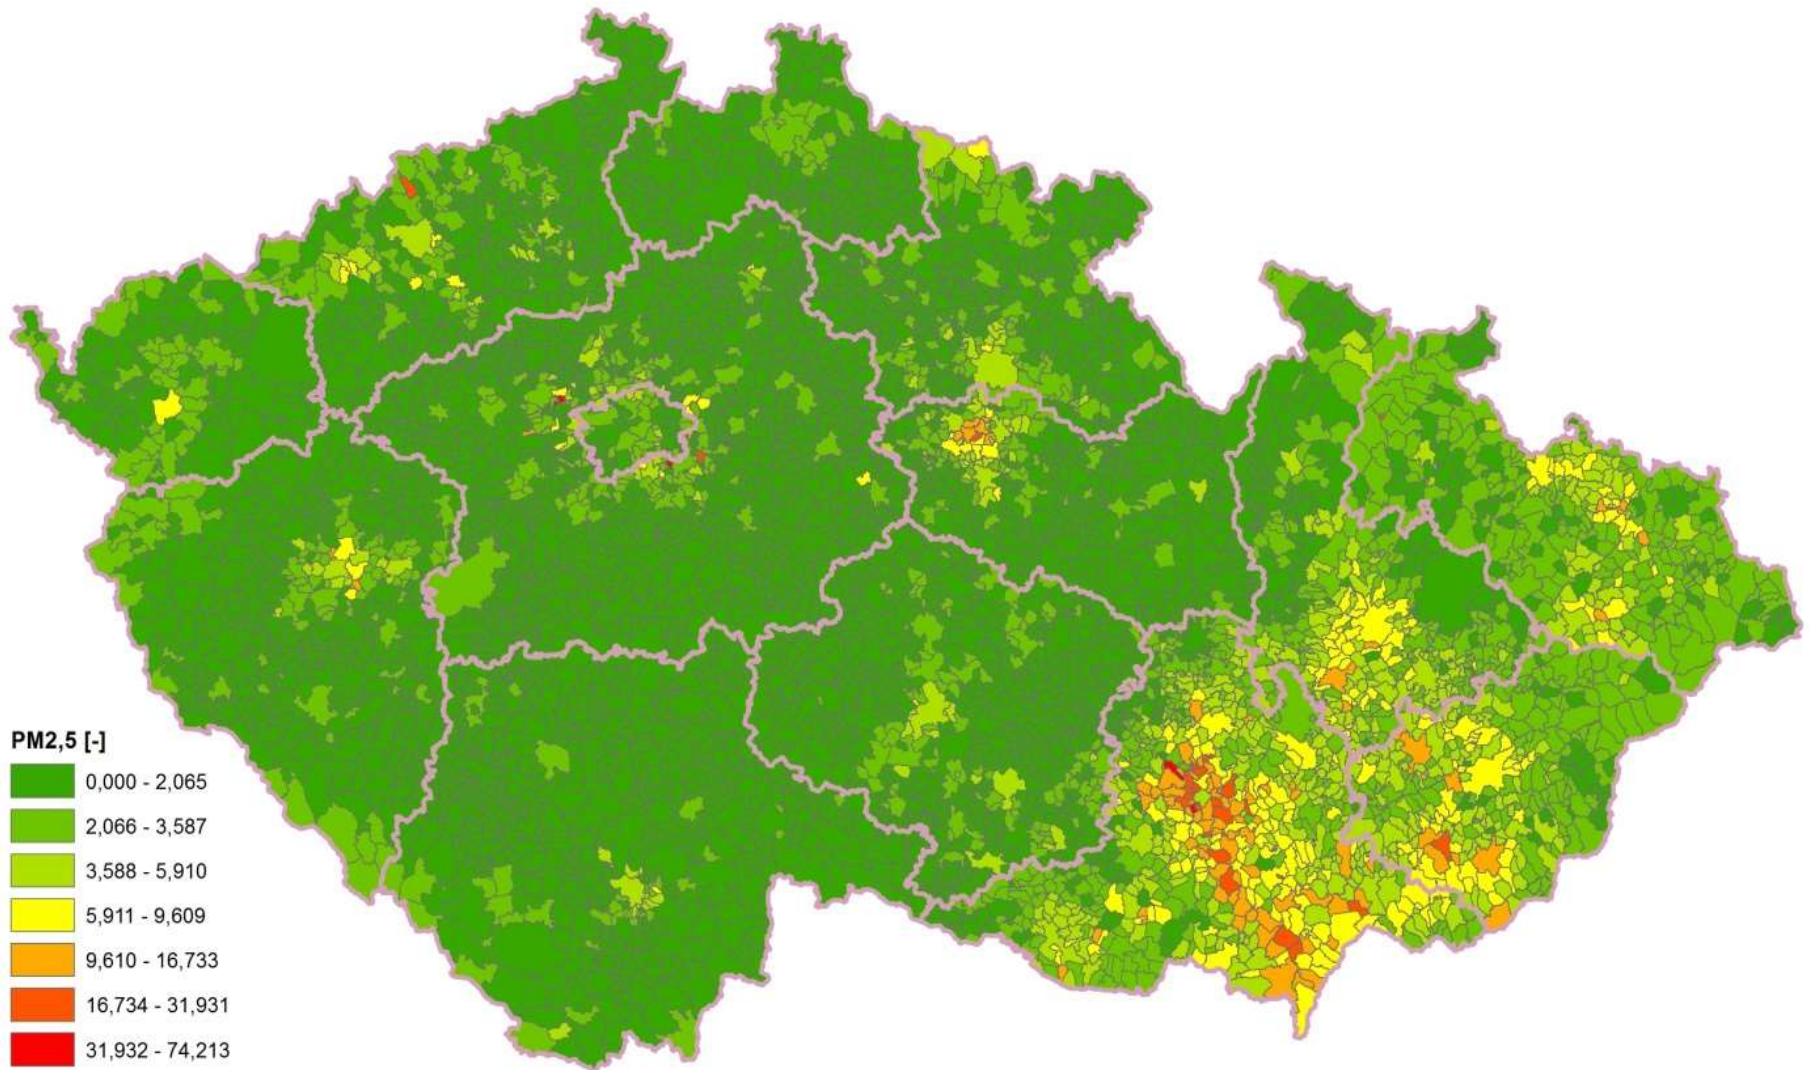 PM2,5 [-]
0,000 - 2,065
2,066 - 3,587
3,588 - 5,910
5,911 - 9,609
9,610 - 16,733
16,734 - 31,931
31,932 - 74,213